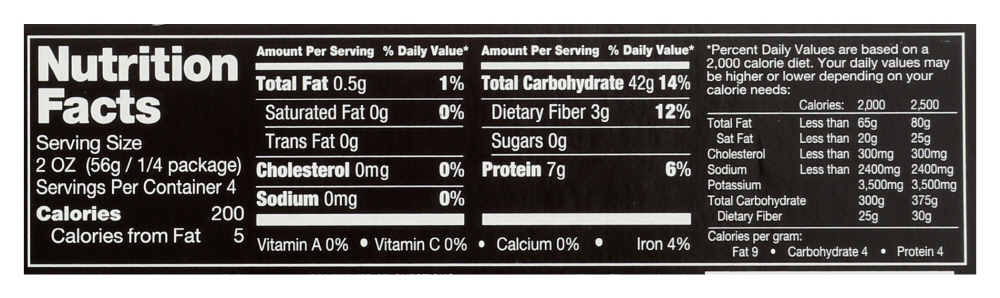 Nutrition
Facts
Serving Size
2 OZ (56g / 1/4 package)
Servings Per Container 4
Calories 200
Calories from Fat 5
Amount Per Serving % Daily Value*
Total Fat 0.5g 1%
Saturated Fat 0g 0%
Trans Fat 0g
Cholesterol 0mg 0%
Sodium 0mg 0%
Amount Per Serving % Daily Value*
Total Carbohydrate 42g 14%
Dietary Fiber 3g 12%
Sugars 0g
Protein 7g 6%
Vitamin A 0% • Vitamin C 0% • Calcium 0% • Iron 4%
*Percent Daily Values are based on a
2,000 calorie diet. Your daily values may
be higher or lower depending on your
calorie needs:
Calories: 2,000 2,500
Total Fat Less than 65g 80g
Sat Fat Less than 20g 25g
Cholesterol Less than 300mg 300mg
Sodium Less than 2400mg 2400mg
Potassium 3,500mg 3,500mg
Total Carbohydrate 300g 375g
Dietary Fiber 25g 30g
Calories per gram:
Fat 9 • Carbohydrate 4 • Protein 4